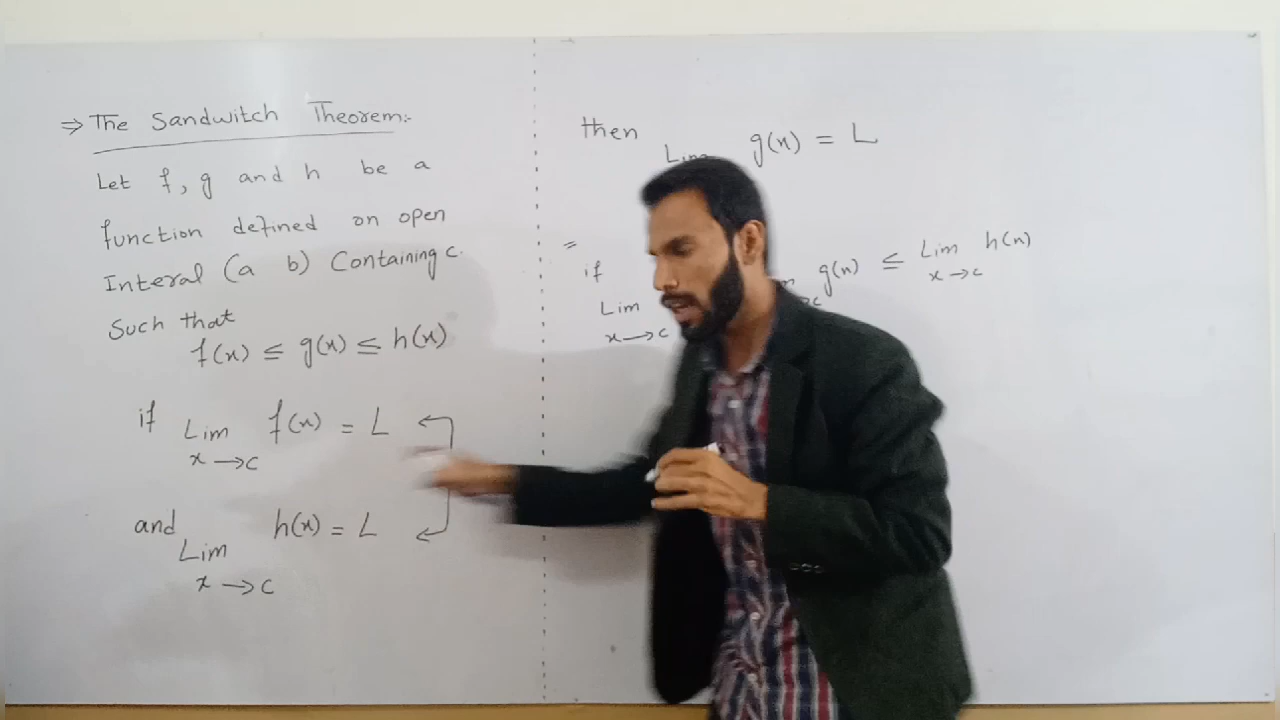 ⇒ The Sandwitch Theorem:-
Let f, g and h be a
function defined on open
Interal (a b) Containing c.
Such that
f(x) ≤ g(x) ≤ h(x)
if Lim f(x) = L
x → c
and Lim h(x) = L
x → c
then Lim g(x) = L
=
if
Lim g(x) ≤ Lim h(x)
x → c x → c